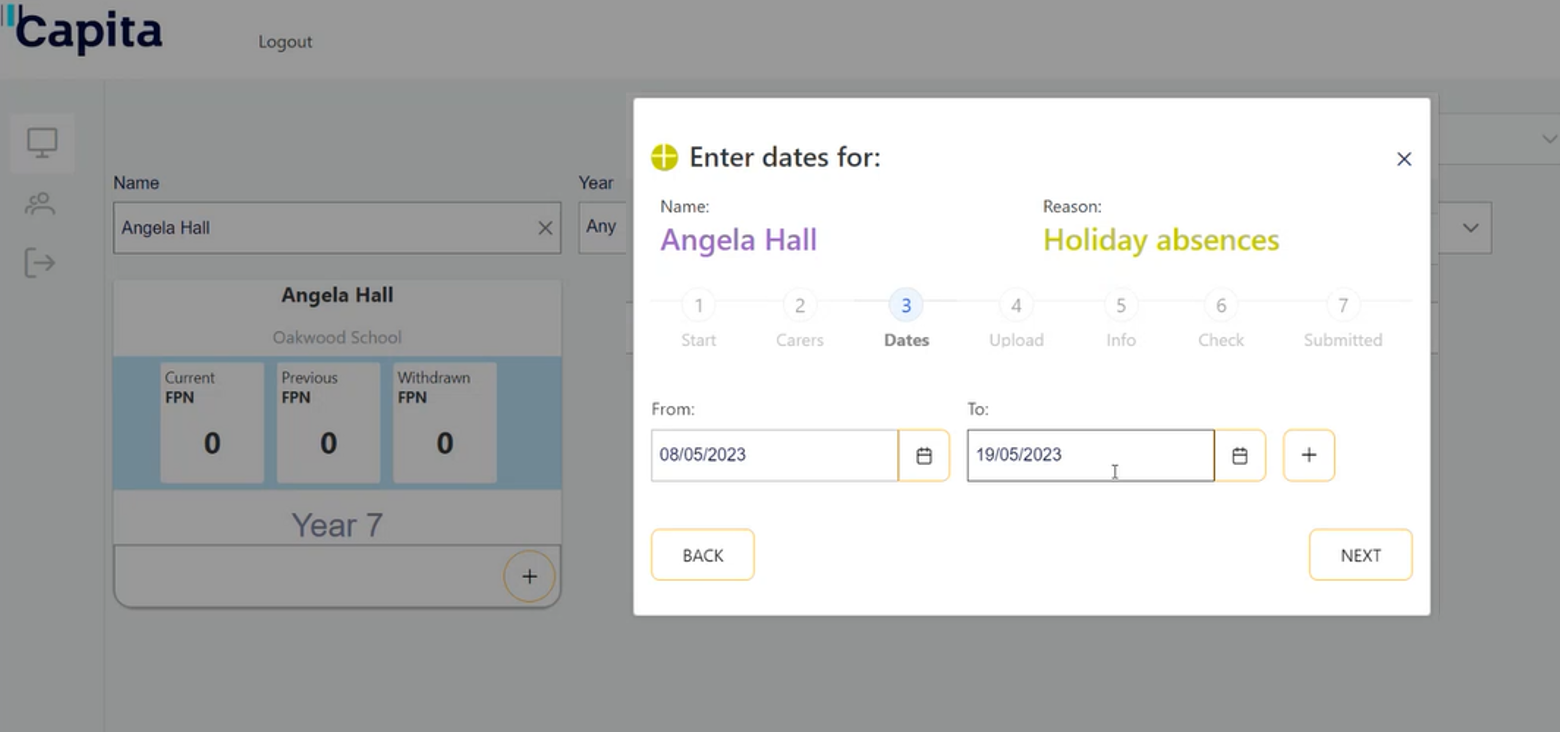 Capita
Logout
Name
Year
Angela Hall
Any
Angela Hall
Oakwood School
Current
FPN
0
Previous
FPN
0
Withdrawn
FPN
0
Year 7
+
Enter dates for:
Name:
Reason:
Angela Hall
Holiday absences
1 2 3 4 5 6 7
Start Carers Dates Upload Info Check Submitted
From:
To:
08/05/2023
19/05/2023
+
BACK
NEXT